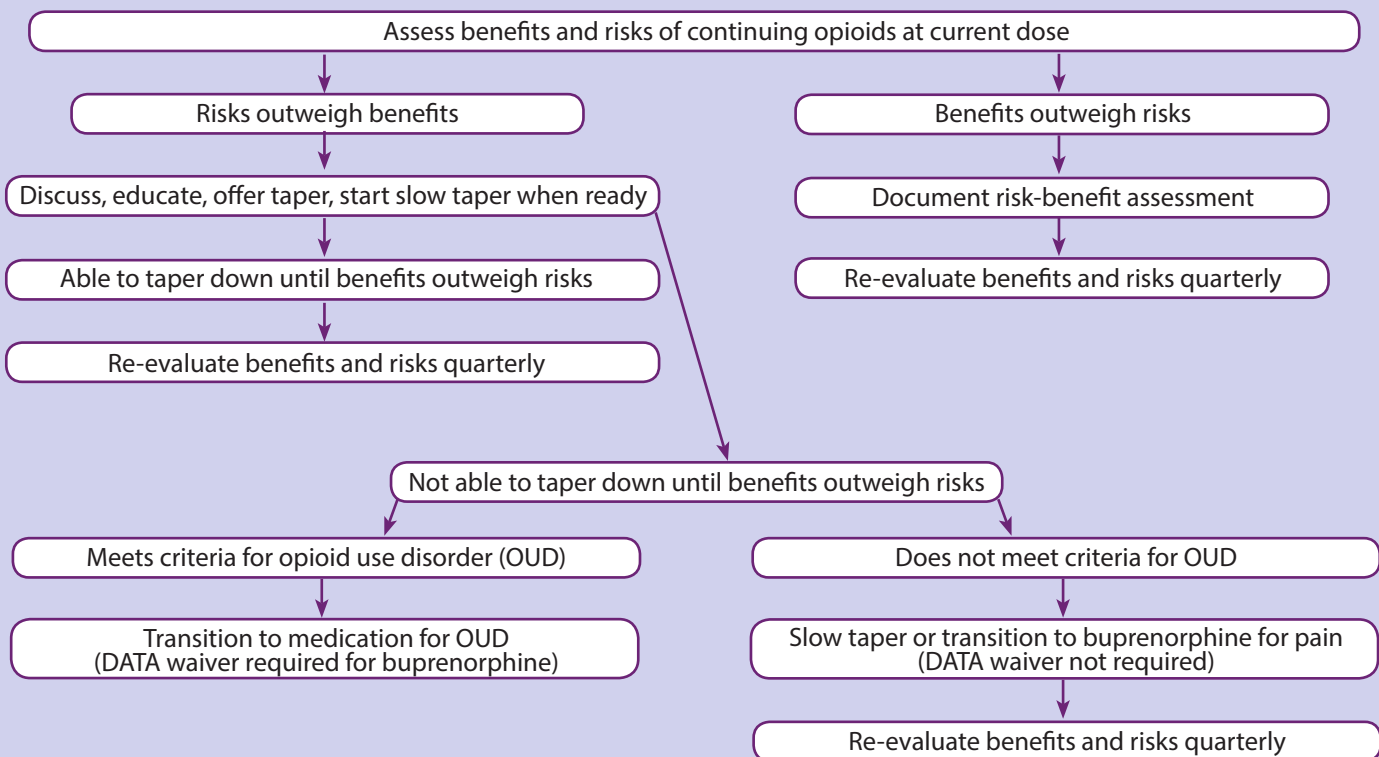 Assess benefits and risks of continuing opioids at current dose
Risks outweigh benefits
Benefits outweigh risks
Discuss, educate, offer taper, start slow taper when ready
Document risk-benefit assessment
Able to taper down until benefits outweigh risks
Re-evaluate benefits and risks quarterly
Re-evaluate benefits and risks quarterly
Not able to taper down until benefits outweigh risks
Meets criteria for opioid use disorder (OUD)
Does not meet criteria for OUD
Transition to medication for OUD
(DATA waiver required for buprenorphine)
Slow taper or transition to buprenorphine for pain
(DATA waiver not required)
Re-evaluate benefits and risks quarterly